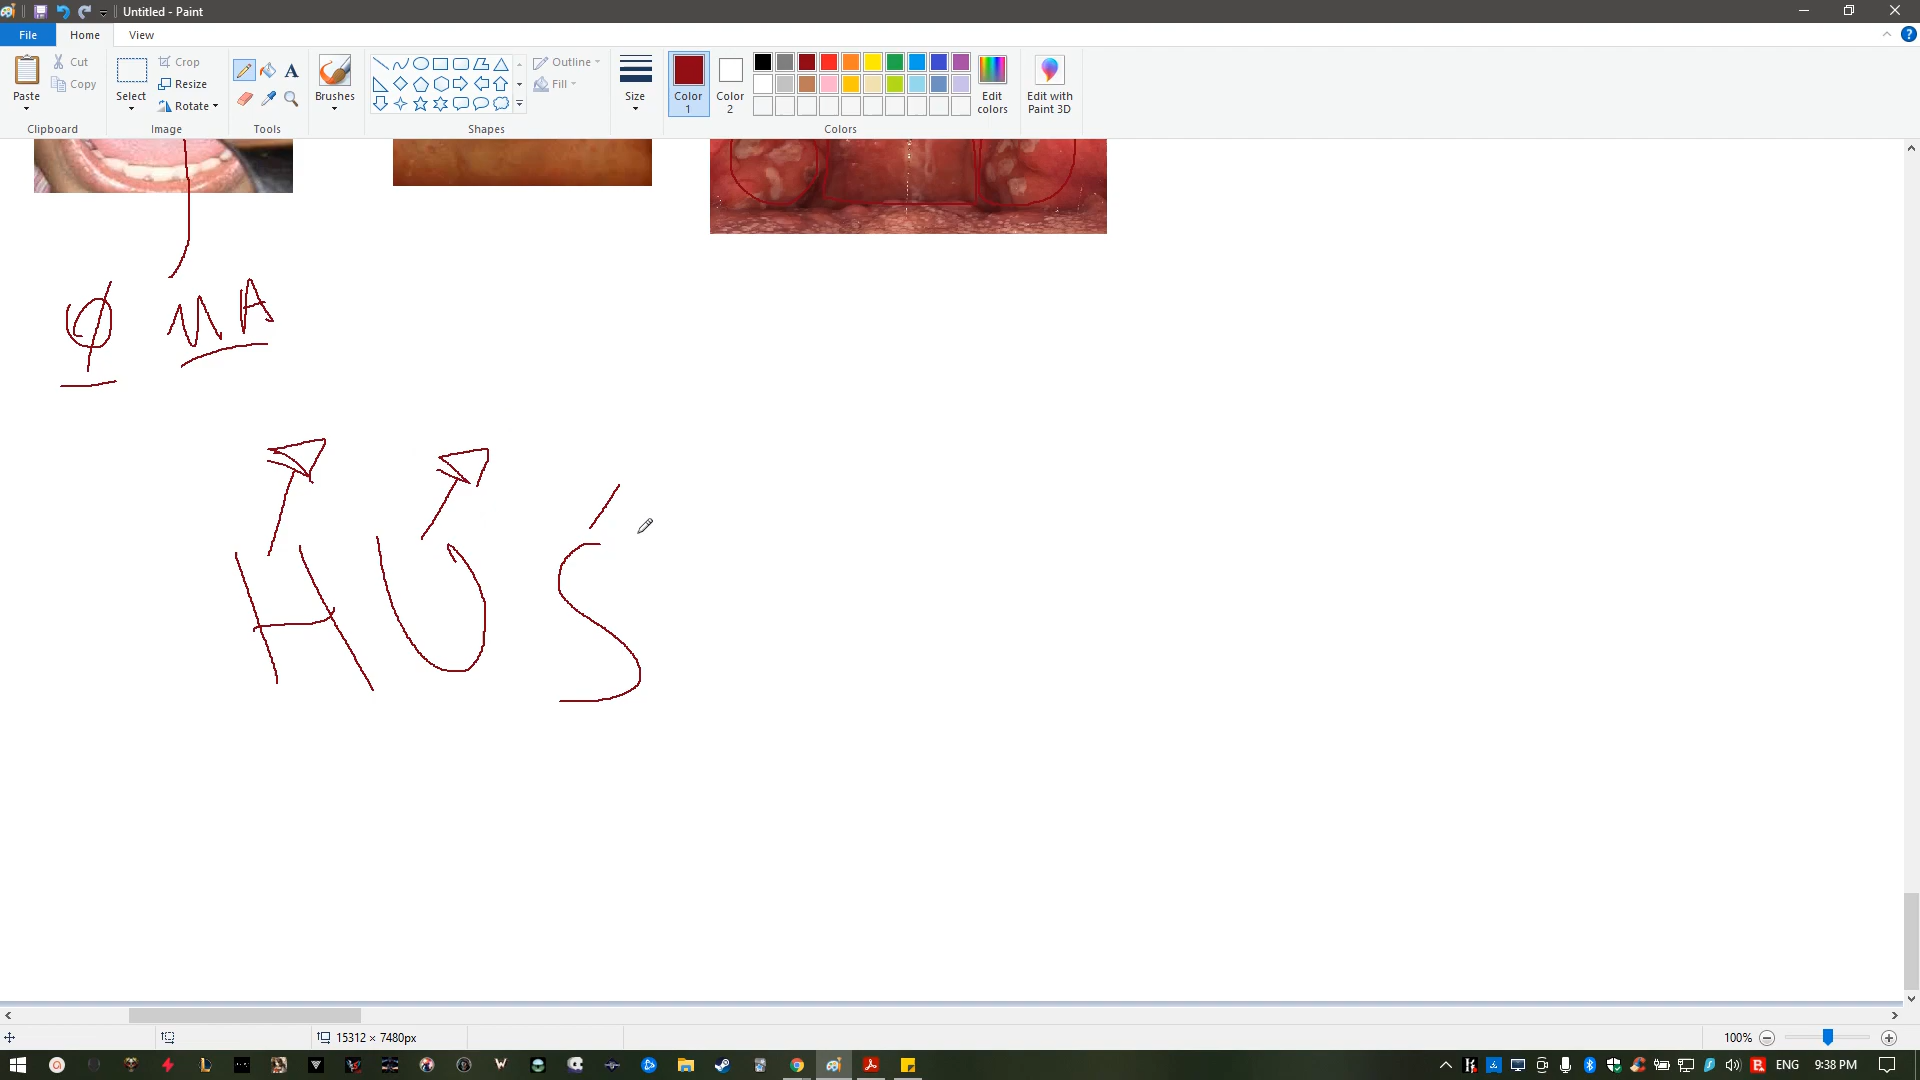 Untitled - Paint
File Home View
Cut Crop Outline
Copy Resize Fill
Paste Select Rotate Brushes Size Color 1 Color 2 Edit colors Edit with Paint 3D
Clipboard Image Tools Shapes Colors
φ MA
HUS
15312 × 7480px 100%
ENG 9:38 PM